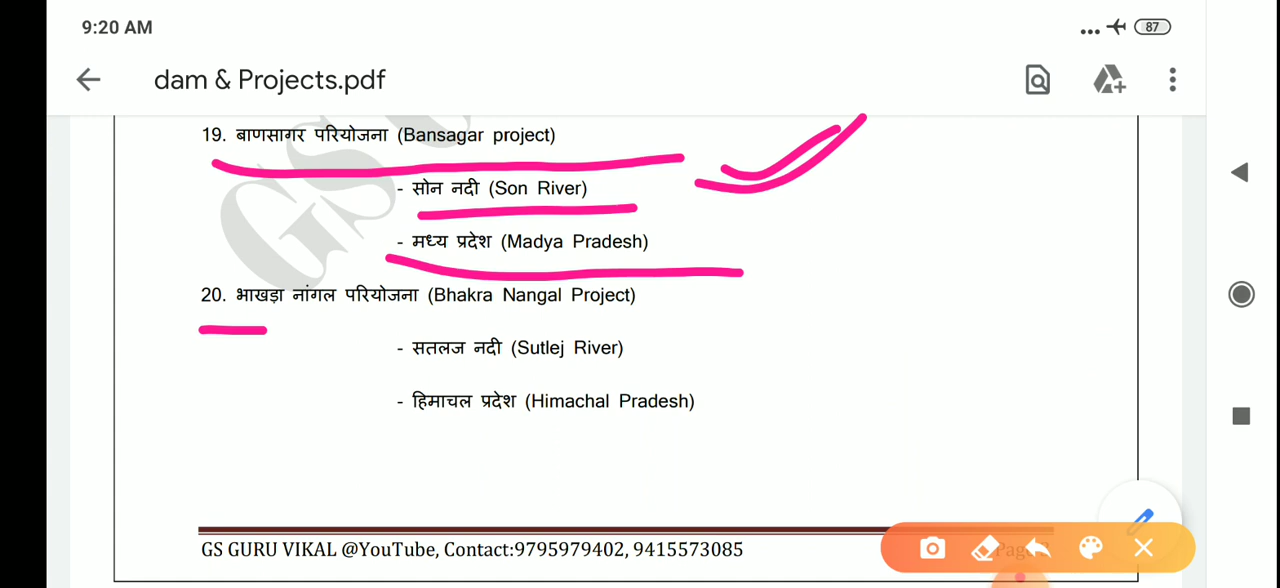 9:20 AM
87
dam & Projects.pdf
19. बाणसागर परियोजना (Bansagar project)
- सोन नदी (Son River)
- मध्य प्रदेश (Madya Pradesh)
20. भाखड़ा नांगल परियोजना (Bhakra Nangal Project)
- सतलज नदी (Sutlej River)
- हिमाचल प्रदेश (Himachal Pradesh)
GS GURU VIKAL @YouTube, Contact:9795979402, 9415573085
GS